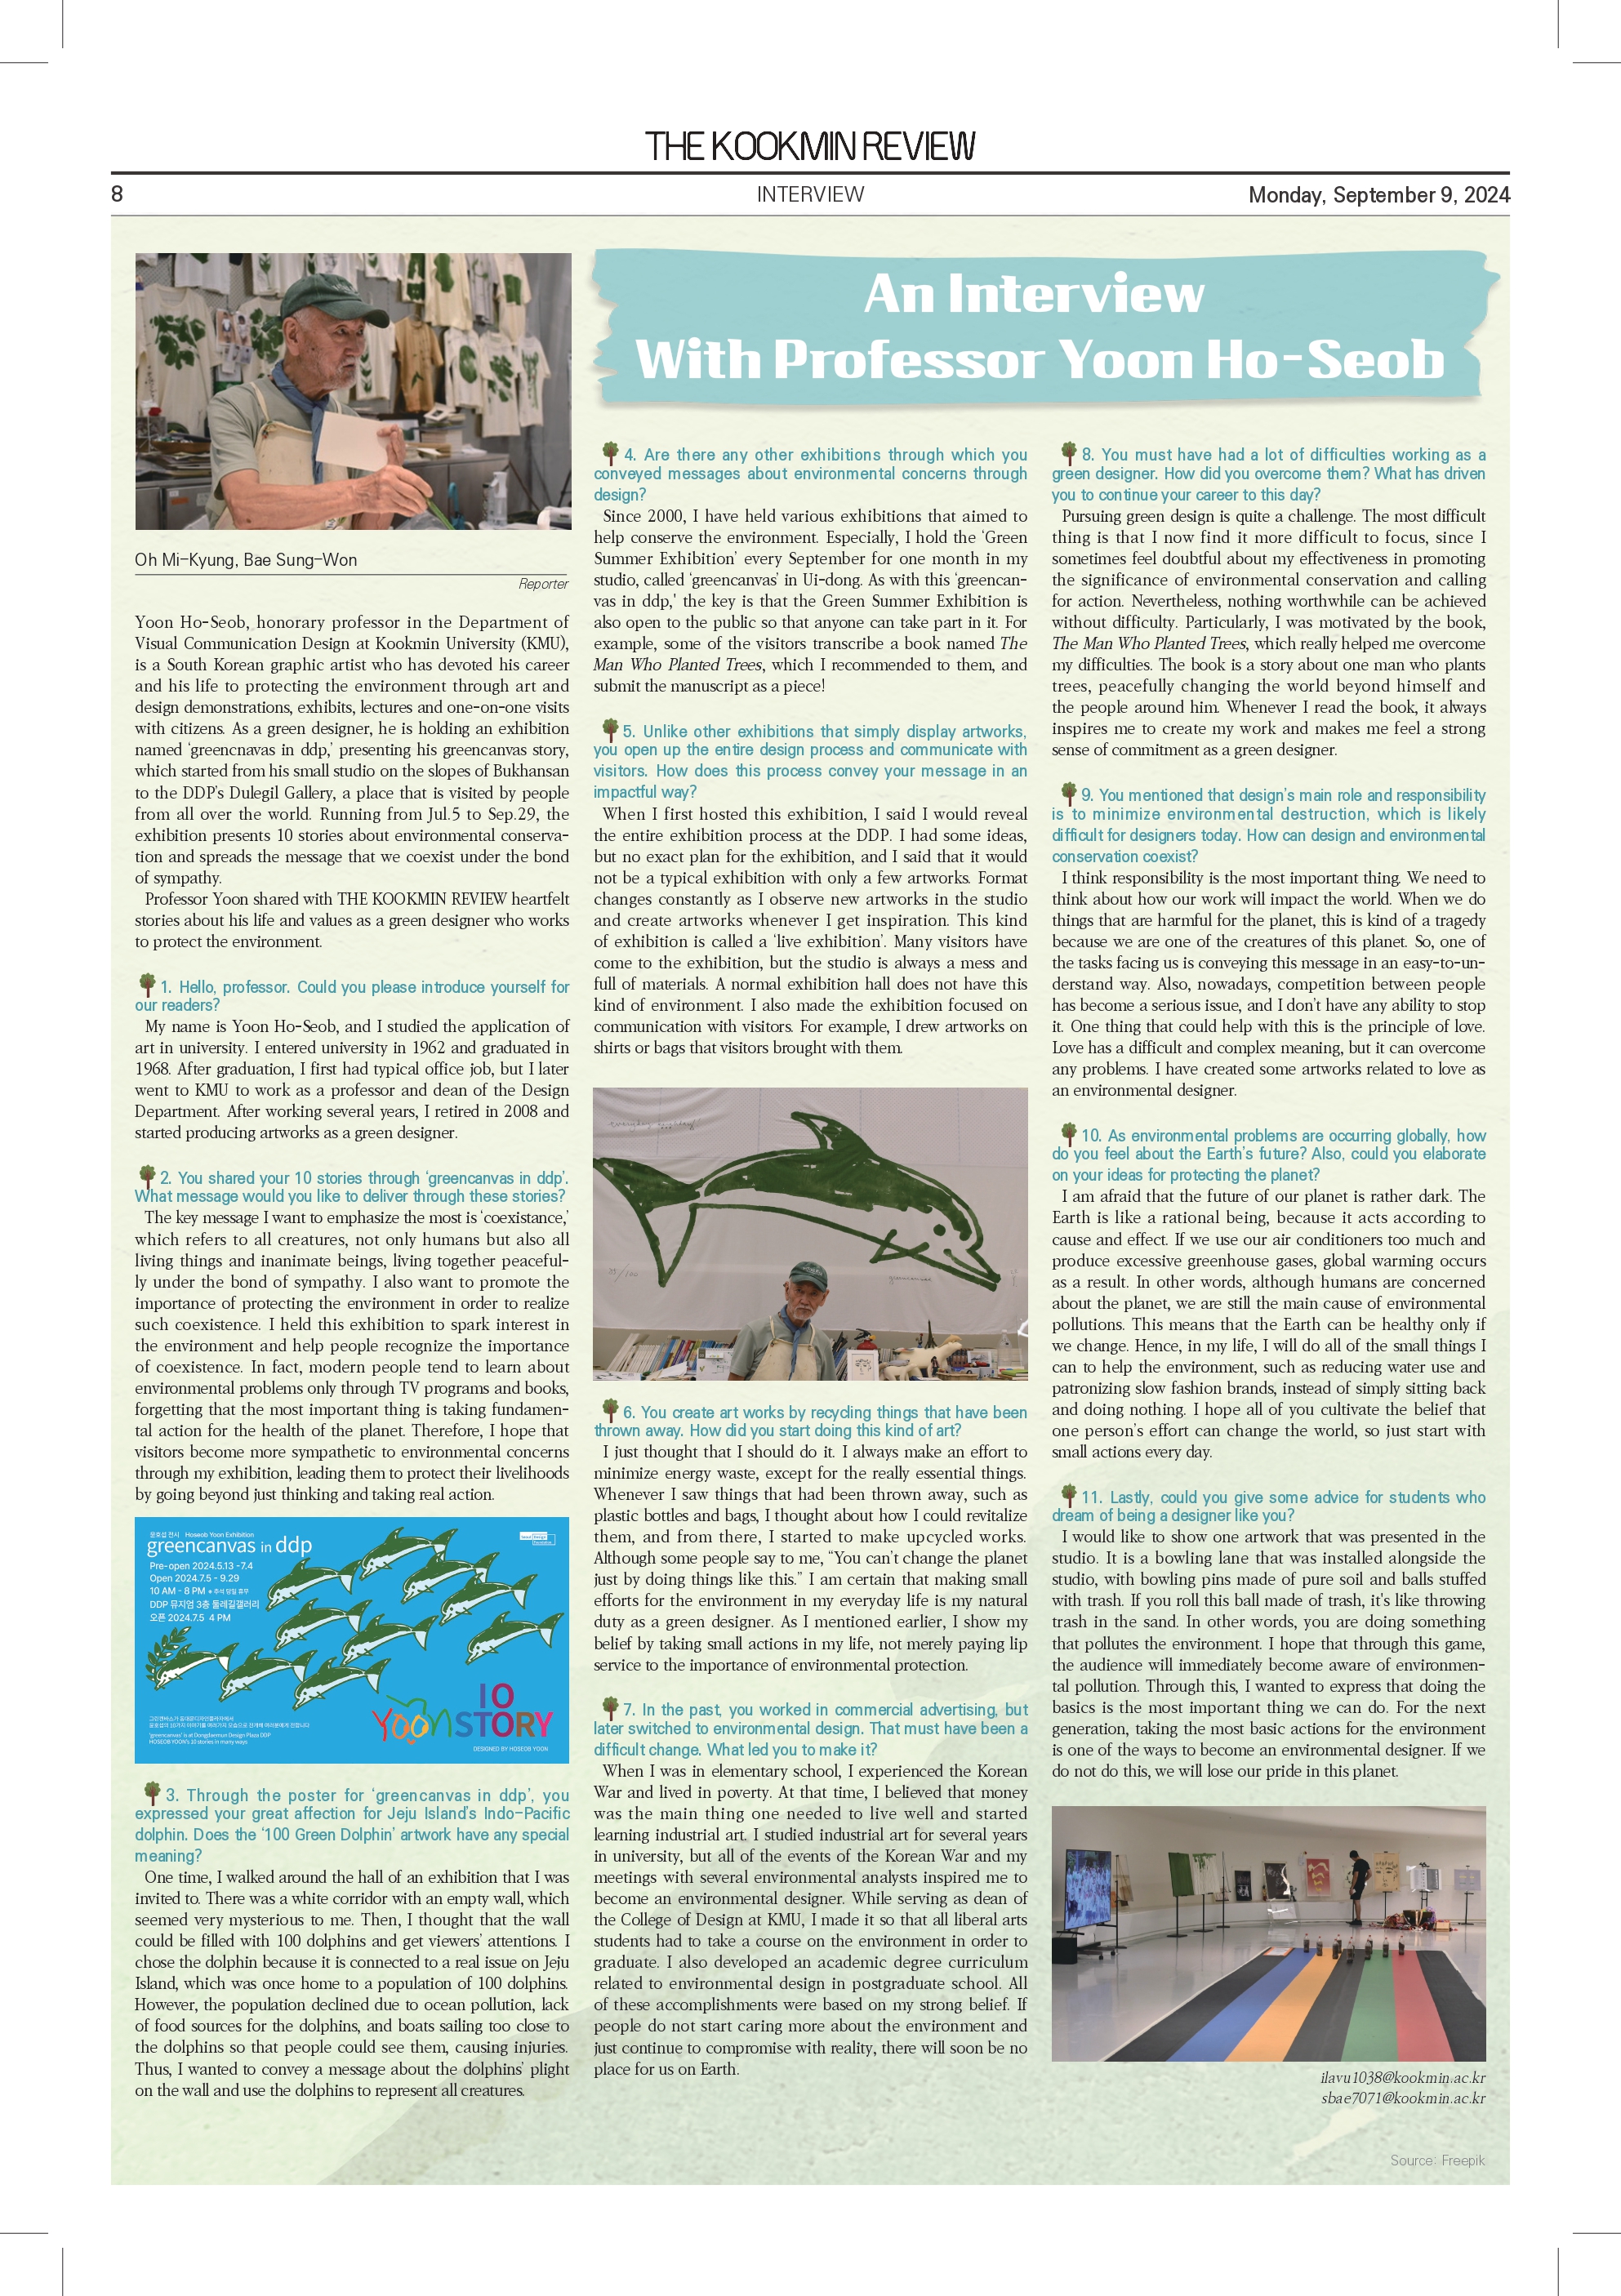 THE KOOKMIN REVIEW
8
INTERVIEW
Monday, September 9, 2024
An Interview
With Professor Yoon Ho-Seob
Oh Mi-Kyung, Bae Sung-Won
Reporter
Yoon Ho-Seob, honorary professor in the Department of
Visual Communication Design at Kookmin University (KMU),
is a South Korean graphic artist who has devoted his career
and his life to protecting the environment through art and
design demonstrations, exhibits, lectures and one-on-one visits
with citizens. As a green designer, he is holding an exhibition
named ‘greencnavas in ddp,’ presenting his greencanvas story,
which started from his small studio on the slopes of Bukhansan
to the DDP’s Dulegil Gallery, a place that is visited by people
from all over the world. Running from Jul.5 to Sep.29, the
exhibition presents 10 stories about environmental conserva-
tion and spreads the message that we coexist under the bond
of sympathy.
Professor Yoon shared with THE KOOKMIN REVIEW heartfelt
stories about his life and values as a green designer who works
to protect the environment.
1. Hello, professor. Could you please introduce yourself for
our readers?
My name is Yoon Ho-Seob, and I studied the application of
art in university. I entered university in 1962 and graduated in
1968. After graduation, I first had typical office job, but I later
went to KMU to work as a professor and dean of the Design
Department. After working several years, I retired in 2008 and
started producing artworks as a green designer.
2. You shared your 10 stories through ‘greencanvas in ddp’.
What message would you like to deliver through these stories?
The key message I want to emphasize the most is ‘coexistance,’
which refers to all creatures, not only humans but also all
living things and inanimate beings, living together peaceful-
ly under the bond of sympathy. I also want to promote the
importance of protecting the environment in order to realize
such coexistence. I held this exhibition to spark interest in
the environment and help people recognize the importance
of coexistence. In fact, modern people tend to learn about
environmental problems only through TV programs and books,
forgetting that the most important thing is taking fundamen-
tal action for the health of the planet. Therefore, I hope that
visitors become more sympathetic to environmental concerns
through my exhibition, leading them to protect their livelihoods
by going beyond just thinking and taking real action.
윤호섭 전시 Hoseob Yoon Exhibition
greencanvas in ddp
Pre-open 2024.5.13 -7.4
Open 2024.7.5 - 9.29
10 AM - 8 PM * 추석 당일 휴무
DDP 뮤지엄 3층 둘레길갤러리
오픈 2024.7.5 4 PM
'greencanvas' is at Dongdaemun Design Plaza DDP
HOSEOB YOON's 10 stories in many ways
10
YOON STORY
DESIGNED BY HOSEOB YOON
3. Through the poster for ‘greencanvas in ddp’, you
expressed your great affection for Jeju Island’s Indo-Pacific
dolphin. Does the ‘100 Green Dolphin’ artwork have any special
meaning?
One time, I walked around the hall of an exhibition that I was
invited to. There was a white corridor with an empty wall, which
seemed very mysterious to me. Then, I thought that the wall
could be filled with 100 dolphins and get viewers’ attentions. I
chose the dolphin because it is connected to a real issue on Jeju
Island, which was once home to a population of 100 dolphins.
However, the population declined due to ocean pollution, lack
of food sources for the dolphins, and boats sailing too close to
the dolphins so that people could see them, causing injuries.
Thus, I wanted to convey a message about the dolphins’ plight
on the wall and use the dolphins to represent all creatures.
4. Are there any other exhibitions through which you
conveyed messages about environmental concerns through
design?
Since 2000, I have held various exhibitions that aimed to
help conserve the environment. Especially, I hold the ‘Green
Summer Exhibition’ every September for one month in my
studio, called ‘greencanvas’ in Ui-dong. As with this ‘greencan-
vas in ddp,' the key is that the Green Summer Exhibition is
also open to the public so that anyone can take part in it. For
example, some of the visitors transcribe a book named The
Man Who Planted Trees, which I recommended to them, and
submit the manuscript as a piece!
5. Unlike other exhibitions that simply display artworks,
you open up the entire design process and communicate with
visitors. How does this process convey your message in an
impactful way?
When I first hosted this exhibition, I said I would reveal
the entire exhibition process at the DDP. I had some ideas,
but no exact plan for the exhibition, and I said that it would
not be a typical exhibition with only a few artworks. Format
changes constantly as I observe new artworks in the studio
and create artworks whenever I get inspiration. This kind
of exhibition is called a ‘live exhibition’. Many visitors have
come to the exhibition, but the studio is always a mess and
full of materials. A normal exhibition hall does not have this
kind of environment. I also made the exhibition focused on
communication with visitors. For example, I drew artworks on
shirts or bags that visitors brought with them.
6. You create art works by recycling things that have been
thrown away. How did you start doing this kind of art?
I just thought that I should do it. I always make an effort to
minimize energy waste, except for the really essential things.
Whenever I saw things that had been thrown away, such as
plastic bottles and bags, I thought about how I could revitalize
them, and from there, I started to make upcycled works.
Although some people say to me, “You can’t change the planet
just by doing things like this.” I am certain that making small
efforts for the environment in my everyday life is my natural
duty as a green designer. As I mentioned earlier, I show my
belief by taking small actions in my life, not merely paying lip
service to the importance of environmental protection.
7. In the past, you worked in commercial advertising, but
later switched to environmental design. That must have been a
difficult change. What led you to make it?
When I was in elementary school, I experienced the Korean
War and lived in poverty. At that time, I believed that money
was the main thing one needed to live well and started
learning industrial art. I studied industrial art for several years
in university, but all of the events of the Korean War and my
meetings with several environmental analysts inspired me to
become an environmental designer. While serving as dean of
the College of Design at KMU, I made it so that all liberal arts
students had to take a course on the environment in order to
graduate. I also developed an academic degree curriculum
related to environmental design in postgraduate school. All
of these accomplishments were based on my strong belief. If
people do not start caring more about the environment and
just continue to compromise with reality, there will soon be no
place for us on Earth.
8. You must have had a lot of difficulties working as a
green designer. How did you overcome them? What has driven
you to continue your career to this day?
Pursuing green design is quite a challenge. The most difficult
thing is that I now find it more difficult to focus, since I
sometimes feel doubtful about my effectiveness in promoting
the significance of environmental conservation and calling
for action. Nevertheless, nothing worthwhile can be achieved
without difficulty. Particularly, I was motivated by the book,
The Man Who Planted Trees, which really helped me overcome
my difficulties. The book is a story about one man who plants
trees, peacefully changing the world beyond himself and
the people around him. Whenever I read the book, it always
inspires me to create my work and makes me feel a strong
sense of commitment as a green designer.
9. You mentioned that design’s main role and responsibility
is to minimize environmental destruction, which is likely
difficult for designers today. How can design and environmental
conservation coexist?
I think responsibility is the most important thing. We need to
think about how our work will impact the world. When we do
things that are harmful for the planet, this is kind of a tragedy
because we are one of the creatures of this planet. So, one of
the tasks facing us is conveying this message in an easy-to-un-
derstand way. Also, nowadays, competition between people
has become a serious issue, and I don’t have any ability to stop
it. One thing that could help with this is the principle of love.
Love has a difficult and complex meaning, but it can overcome
any problems. I have created some artworks related to love as
an environmental designer.
10. As environmental problems are occurring globally, how
do you feel about the Earth’s future? Also, could you elaborate
on your ideas for protecting the planet?
I am afraid that the future of our planet is rather dark. The
Earth is like a rational being, because it acts according to
cause and effect. If we use our air conditioners too much and
produce excessive greenhouse gases, global warming occurs
as a result. In other words, although humans are concerned
about the planet, we are still the main cause of environmental
pollutions. This means that the Earth can be healthy only if
we change. Hence, in my life, I will do all of the small things I
can to help the environment, such as reducing water use and
patronizing slow fashion brands, instead of simply sitting back
and doing nothing. I hope all of you cultivate the belief that
one person’s effort can change the world, so just start with
small actions every day.
11. Lastly, could you give some advice for students who
dream of being a designer like you?
I would like to show one artwork that was presented in the
studio. It is a bowling lane that was installed alongside the
studio, with bowling pins made of pure soil and balls stuffed
with trash. If you roll this ball made of trash, it's like throwing
trash in the sand. In other words, you are doing something
that pollutes the environment. I hope that through this game,
the audience will immediately become aware of environmen-
tal pollution. Through this, I wanted to express that doing the
basics is the most important thing we can do. For the next
generation, taking the most basic actions for the environment
is one of the ways to become an environmental designer. If we
do not do this, we will lose our pride in this planet.
ilavu1038@kookmin.ac.kr
sbae7071@kookmin.ac.kr
Source: Freepik